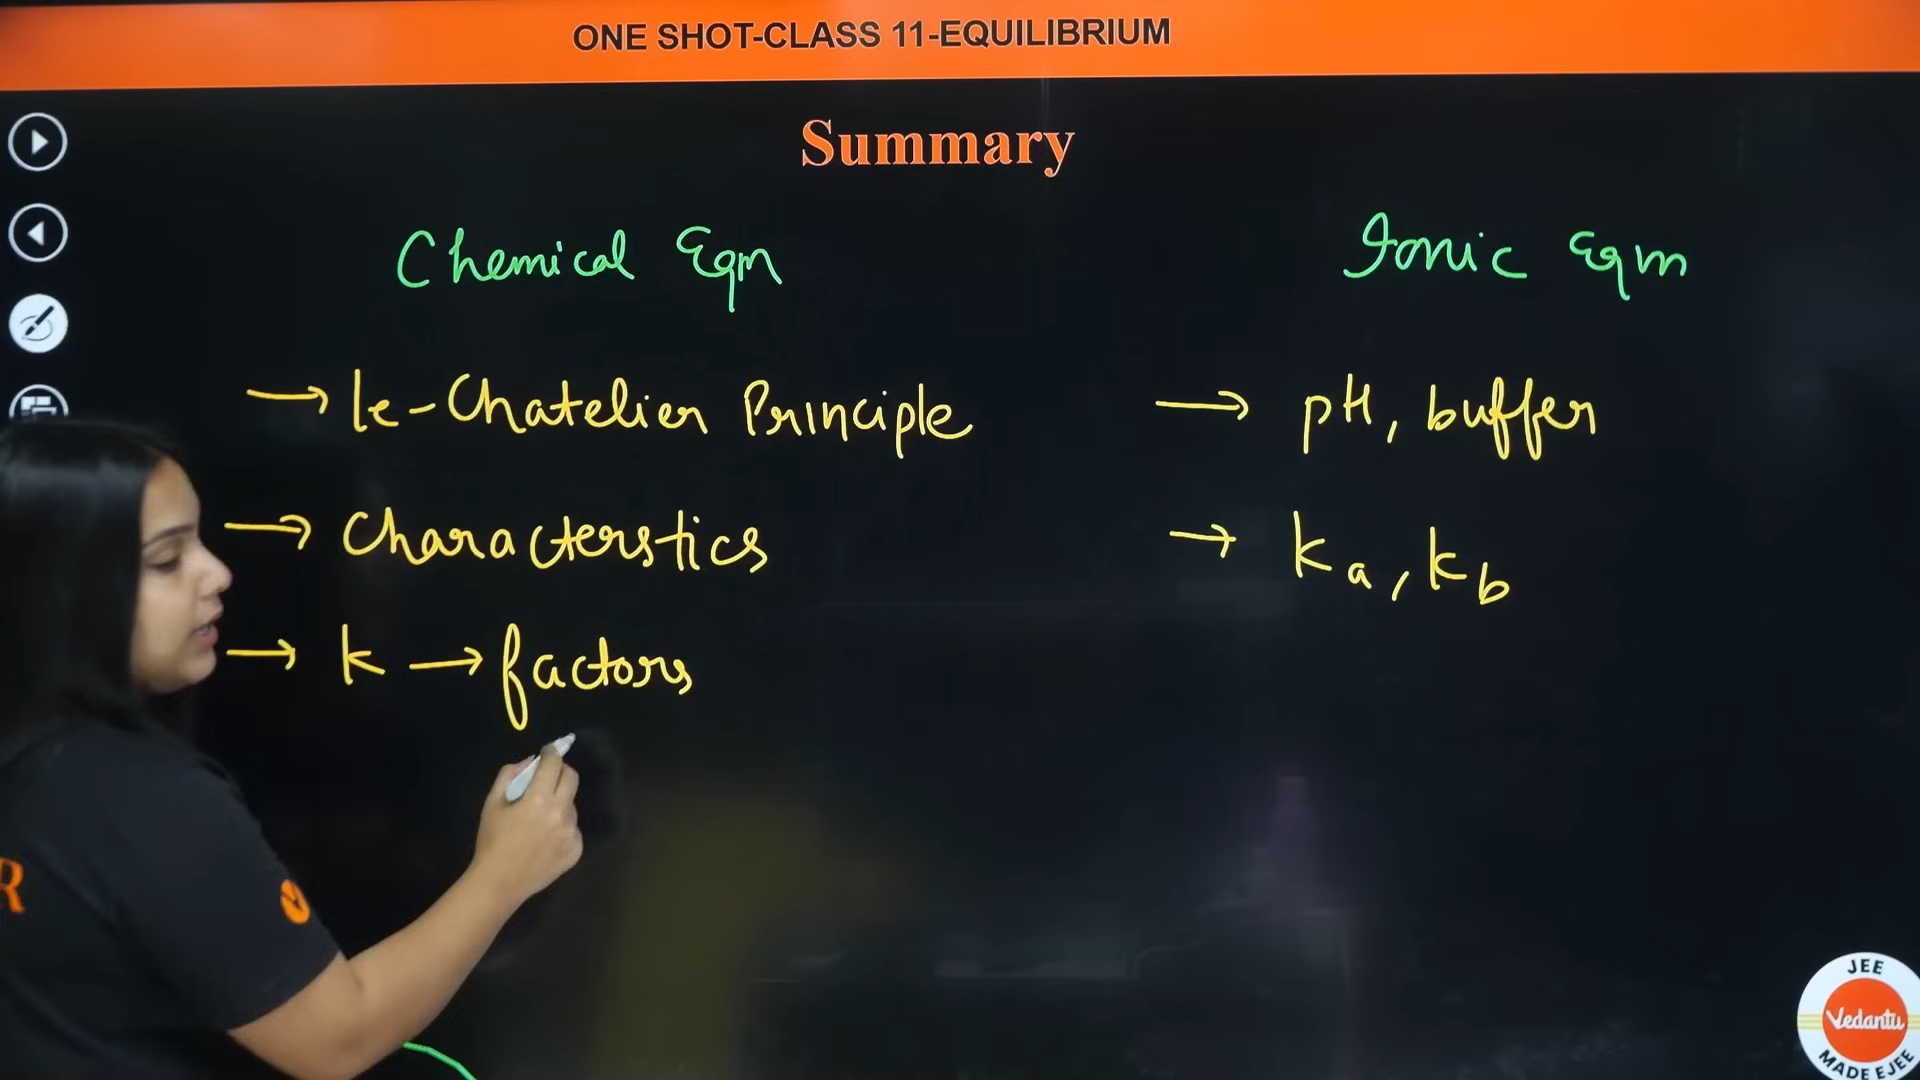 ONE SHOT-CLASS 11-EQUILIBRIUM
Summary
Chemical Eqm
Ionic Eqm
→ le-Chatelier Principle
→ pH, buffer
→ Characterstics
→ ka, kb
→ k → factors
R
JEE
Vedantu
MADE EJEE